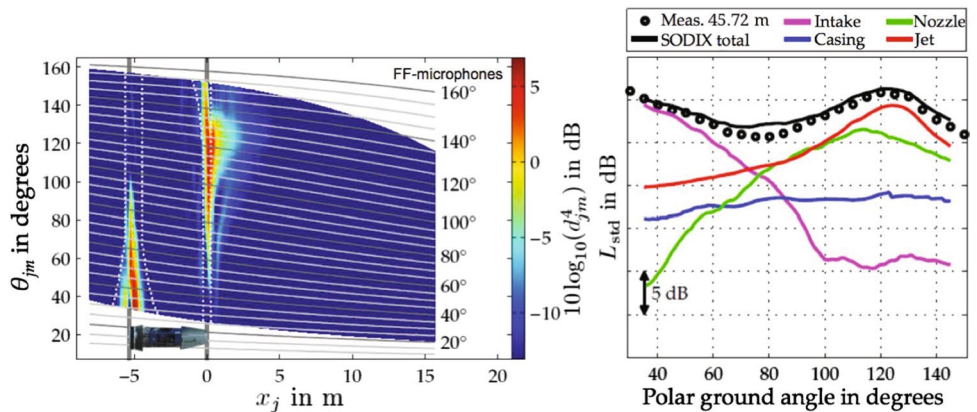 FF-microphones
160
140
120
100
80
60
40
20
θjm in degrees
160°
140°
120°
100°
80°
60°
40°
20°
−5 0 5 10 15 20
xj in m
5
0
−5
−10
10 log10(d⁴jm) in dB
Meas. 45.72 m Intake Nozzle
SODIX total Casing Jet
Lstd in dB
5 dB
40 60 80 100 120 140
Polar ground angle in degrees